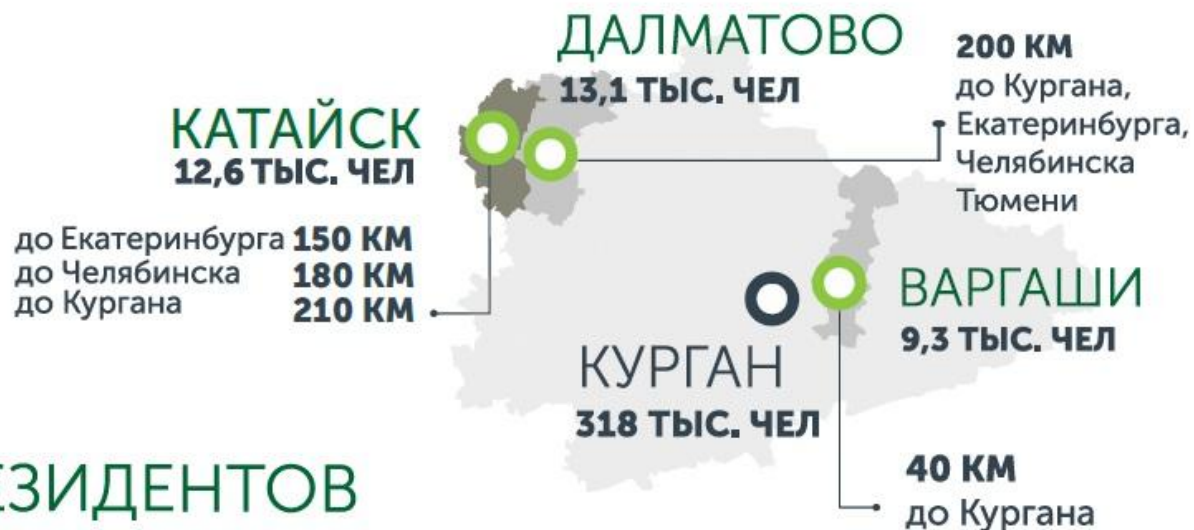 ДАЛМАТОВО
13,1 ТЫС. ЧЕЛ
200 КМ
до Кургана,
Екатеринбурга,
Челябинска
Тюмени
КАТАЙСК
12,6 ТЫС. ЧЕЛ
до Екатеринбурга 150 КМ
до Челябинска 180 КМ
до Кургана 210 КМ
ВАРГАШИ
9,3 ТЫС. ЧЕЛ
КУРГАН
318 ТЫС. ЧЕЛ
40 КМ
до Кургана
ЕЗИДЕНТОВ